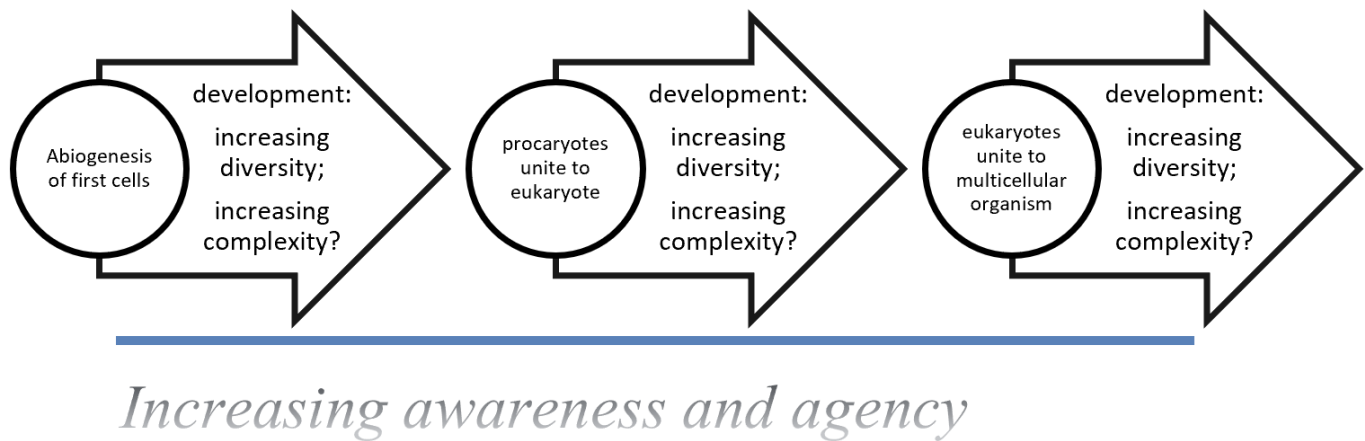 Abiogenesis
of first cells
development:
increasing
diversity;
increasing
complexity?
procaryotes
unite to
eukaryote
development:
increasing
diversity;
increasing
complexity?
eukaryotes
unite to
multicellular
organism
development:
increasing
diversity;
increasing
complexity?
Increasing awareness and agency